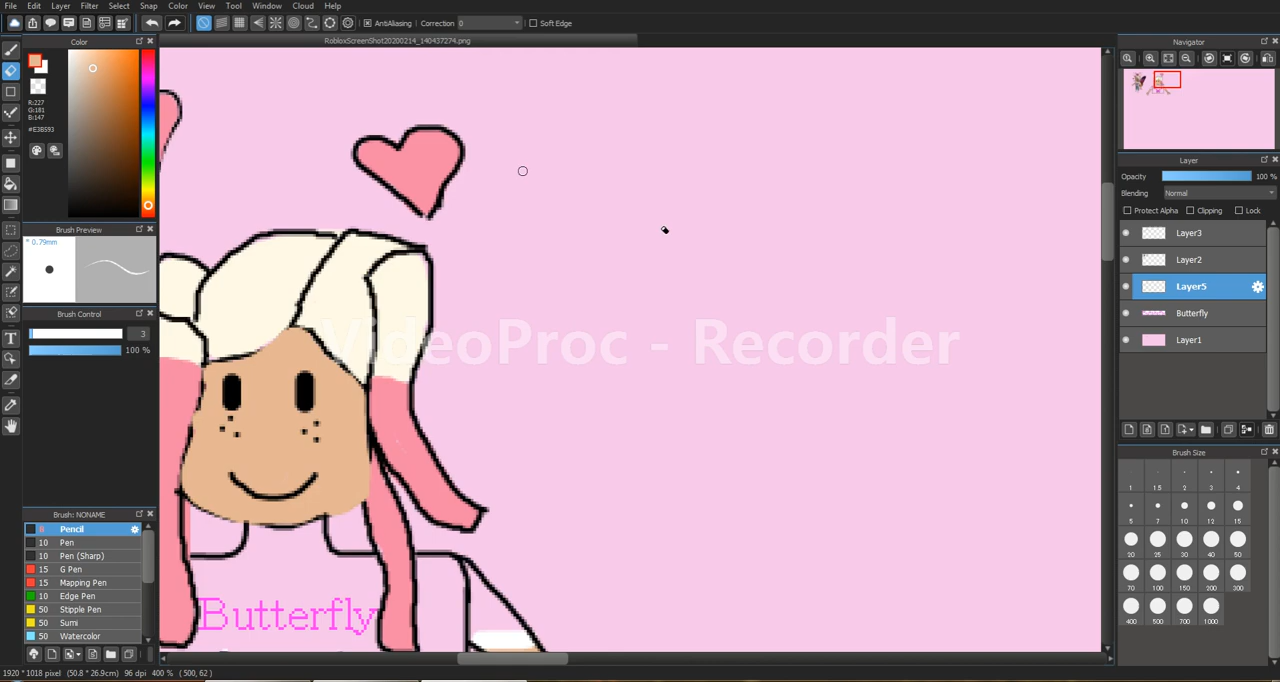 File Edit Layer Filter Select Snap Color View Tool Window Cloud Help
AntiAliasing Correction 0 Soft Edge
RobloxScreenShot20200214_140437274.png
Color
R:227
G:181
B:147
#E3B593
Brush Preview
* 0.79mm
Brush Control
3
100 %
Brush: NONAME
8 Pencil
10 Pen
10 Pen (Sharp)
15 G Pen
15 Mapping Pen
10 Edge Pen
50 Stipple Pen
50 Sumi
50 Watercolor
VideoProc - Recorder
Butterfly
Navigator
Layer
Opacity 100 %
Blending Normal
Protect Alpha Clipping Lock
Layer3
Layer2
Layer5
Butterfly
Layer1
Brush Size
1 1.5 2 3 4
5 7 10 12 15
20 25 30 40 50
70 100 150 200 300
400 500 700 1000
1920 * 1018 pixel (50.8 * 26.9cm) 96 dpi 400 % ( 500, 62 )